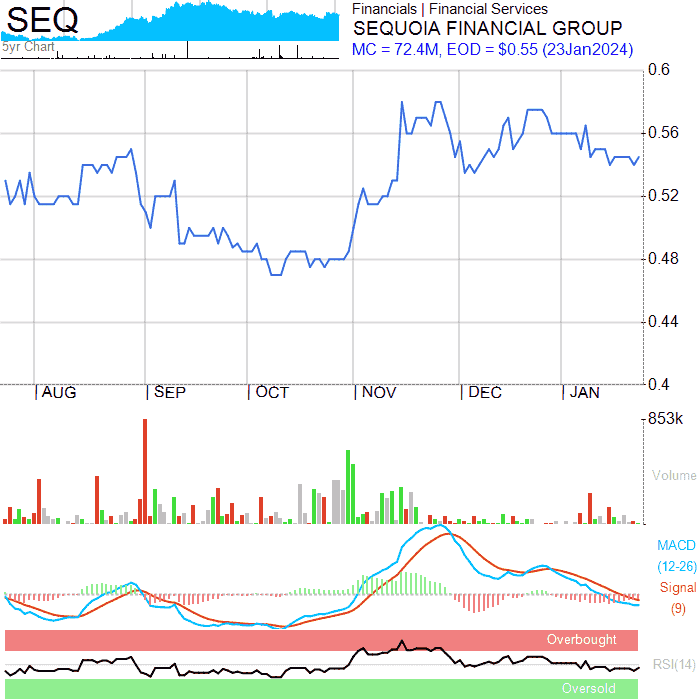 SEQ
5yr Chart
Financials | Financial Services
SEQUOIA FINANCIAL GROUP
MC = 72.4M, EOD = $0.55 (23Jan2024)
0.6
0.56
0.52
0.48
0.44
0.4
AUG SEP OCT NOV DEC JAN
853k
Volume
MACD
(12-26)
Signal
(9)
Overbought
RSI(14)
Oversold